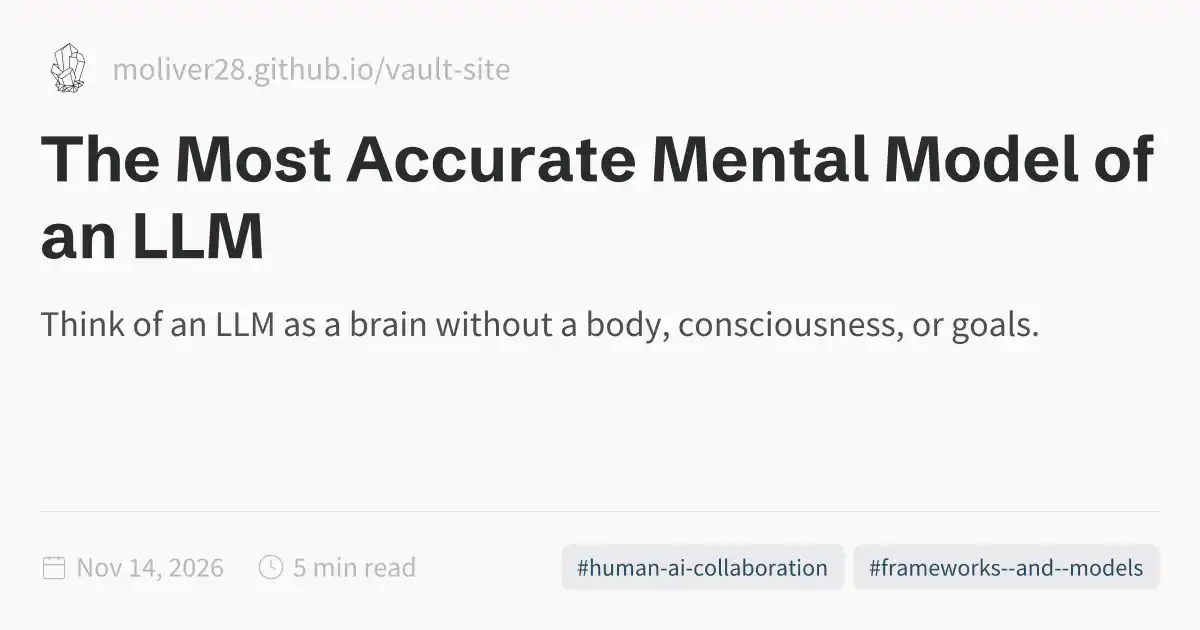 moliver28.github.io/vault-site
The Most Accurate Mental Model of
an LLM
Think of an LLM as a brain without a body, consciousness, or goals.
Nov 14, 2026
5 min read
#human-ai-collaboration
#frameworks--and--models